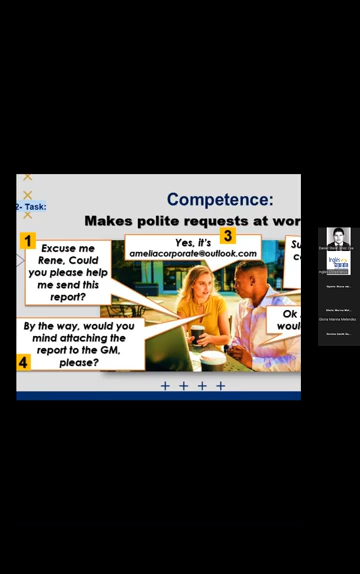 2- Task:
Competence:
Makes polite requests at wor
1
Excuse me
Rene, Could
you please help
me send this
report?
3
Yes, it's
ameliacorporate@outlook.com
Su
c
Ok
woul
By the way, would you
mind attaching the
report to the GM,
please?
4